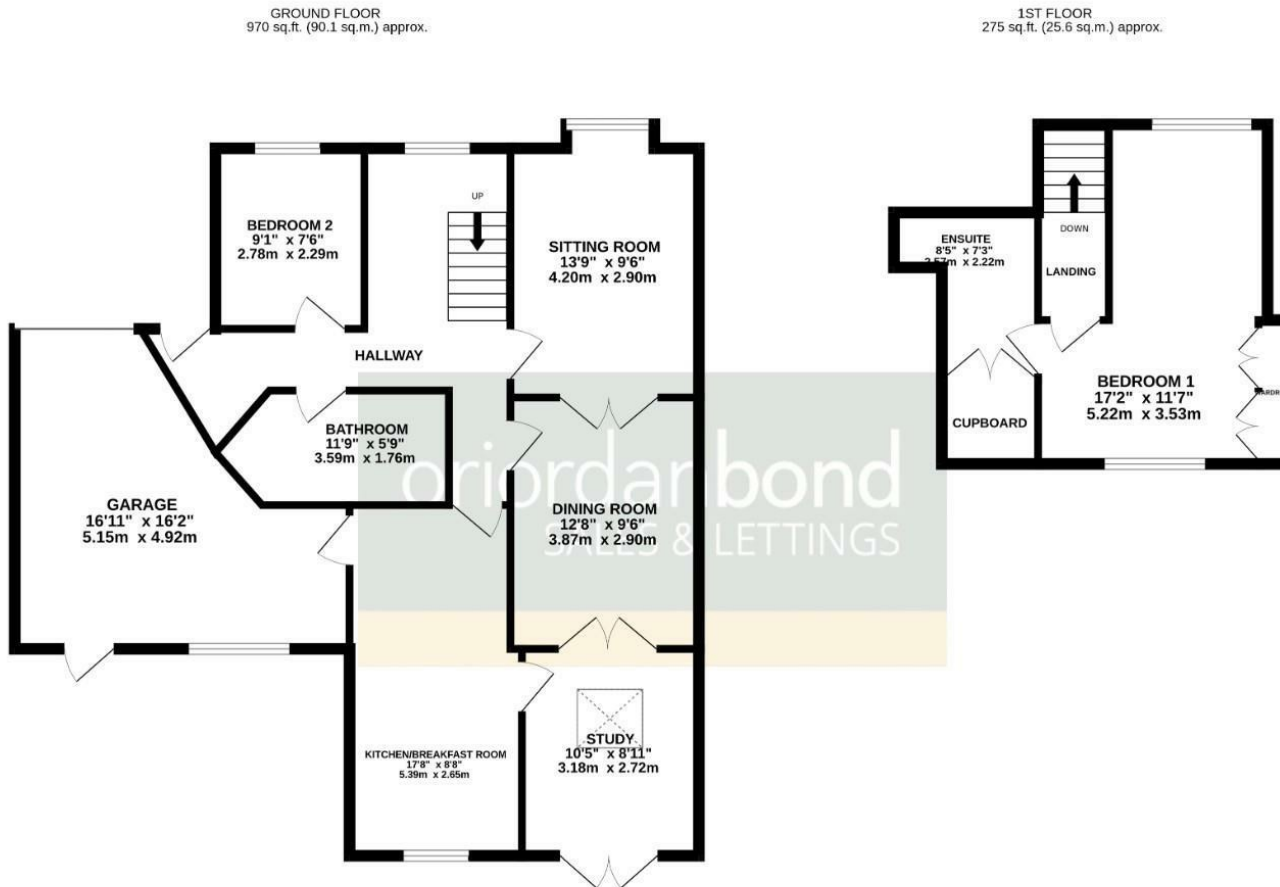 GROUND FLOOR
970 sq.ft. (90.1 sq.m.) approx.
1ST FLOOR
275 sq.ft. (25.6 sq.m.) approx.
BEDROOM 2
9'1" x 7'6"
2.78m x 2.29m
UP
SITTING ROOM
13'9" x 9'6"
4.20m x 2.90m
HALLWAY
BATHROOM
11'9" x 5'9"
3.59m x 1.76m
GARAGE
16'11" x 16'2"
5.15m x 4.92m
DINING ROOM
12'8" x 9'6"
3.87m x 2.90m
KITCHEN/BREAKFAST ROOM
17'8" x 8'8"
5.39m x 2.65m
STUDY
10'5" x 8'11"
3.18m x 2.72m
ENSUITE
8'5" x 7'3"
2.57m x 2.22m
DOWN
LANDING
BEDROOM 1
17'2" x 11'7"
5.22m x 3.53m
CUPBOARD
oriordanbond
SALES & LETTINGS